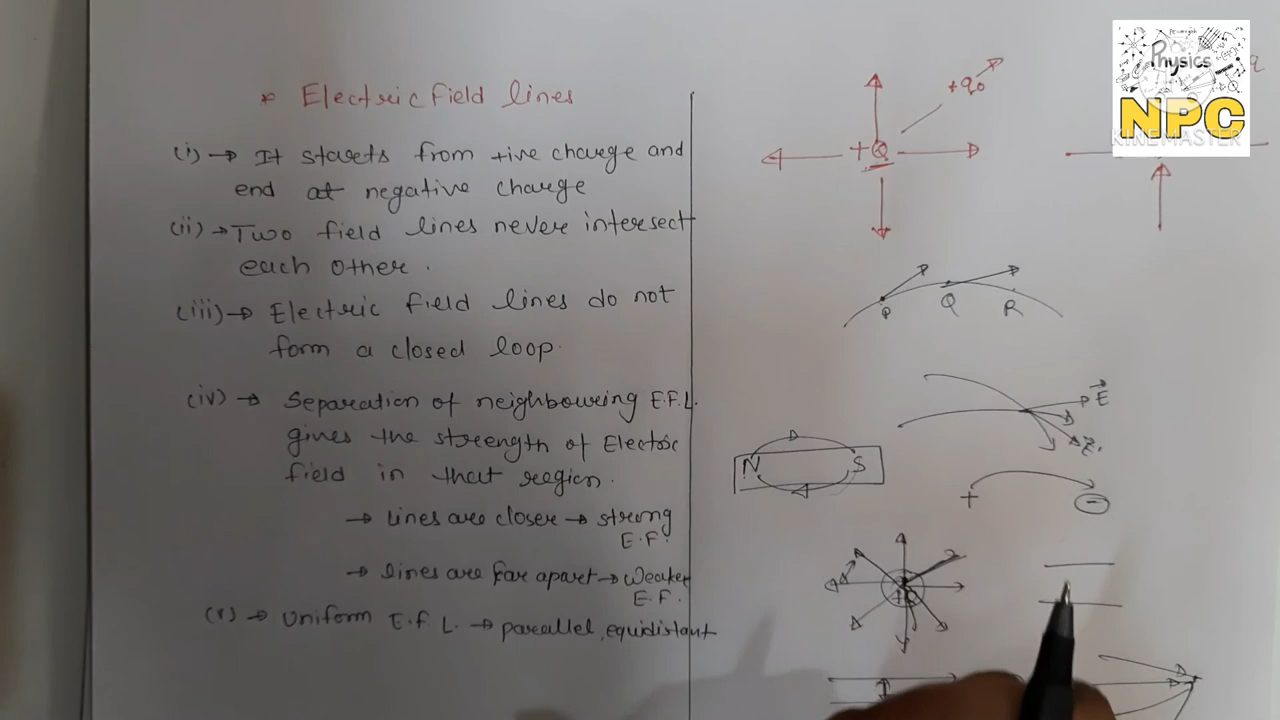 * Electric field lines
(i) → It starts from +ive charge and
end at negative charge
(ii) → Two field lines never intersect
each other.
(iii) → Electric field lines do not
form a closed loop.
(iv) → Separation of neighbouring E.F.L.
gives the strength of Electric
field in that region.
→ lines are closer → strong
E.F.
→ lines are far apart → Weaker
E.F.
(v) → Uniform E.F.L. → parallel, equidistant
+q₀
+Q
P
Q
R
E
N
S
+
−
Physics
NPC
KINEMASTER
q